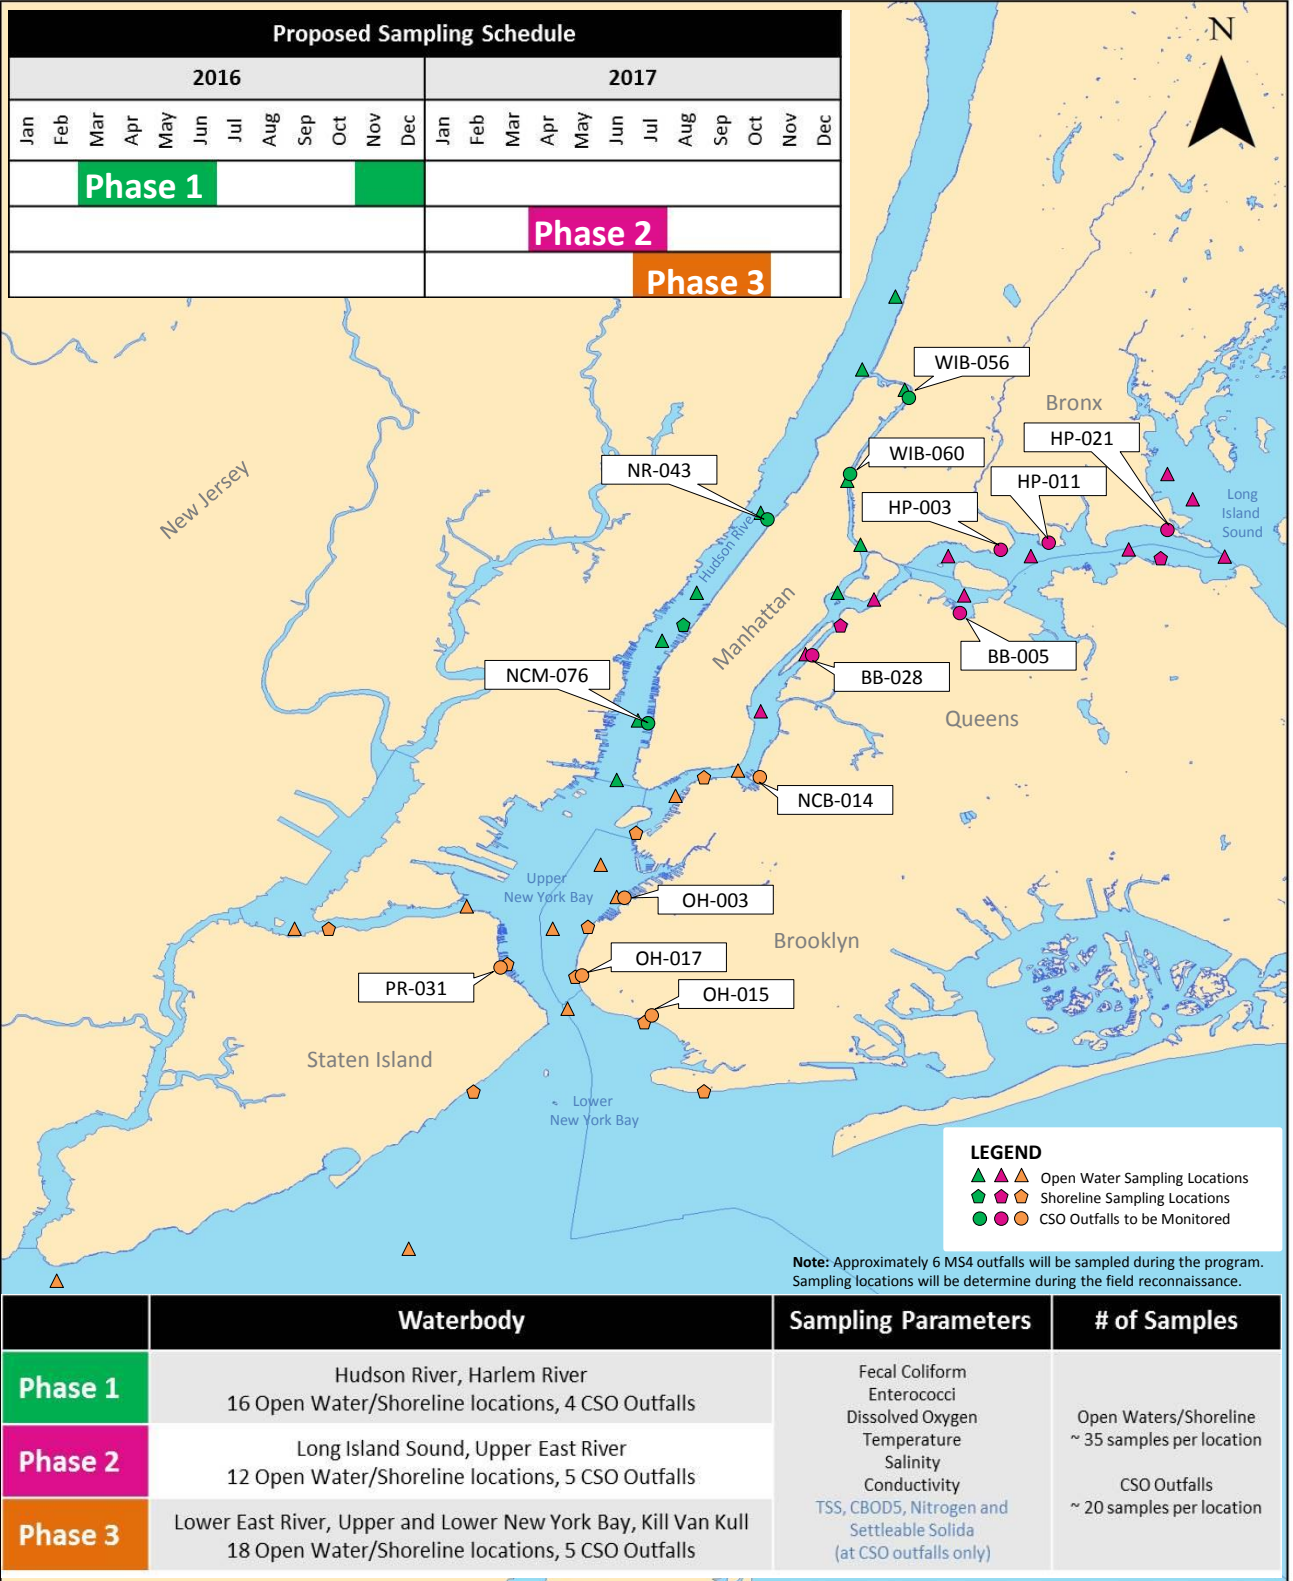 Proposed Sampling Schedule
2016 2017
Jan Feb Mar Apr May Jun Jul Aug Sep Oct Nov Dec Jan Feb Mar Apr May Jun Jul Aug Sep Oct Nov Dec
Phase 1
Phase 2
Phase 3
N
WIB-056
Bronx
HP-021
WIB-060
NR-043
HP-011
HP-003
New Jersey
Long
Island
Sound
Hudson River
Manhattan
BB-005
NCM-076
BB-028
Queens
NCB-014
Upper
New York Bay
OH-003
Brooklyn
OH-017
PR-031
OH-015
Staten Island
Lower
New York Bay
LEGEND
Open Water Sampling Locations
Shoreline Sampling Locations
CSO Outfalls to be Monitored
Note: Approximately 6 MS4 outfalls will be sampled during the program.
Sampling locations will be determine during the field reconnaissance.
Waterbody Sampling Parameters # of Samples
Phase 1
Hudson River, Harlem River
16 Open Water/Shoreline locations, 4 CSO Outfalls
Phase 2
Long Island Sound, Upper East River
12 Open Water/Shoreline locations, 5 CSO Outfalls
Phase 3
Lower East River, Upper and Lower New York Bay, Kill Van Kull
18 Open Water/Shoreline locations, 5 CSO Outfalls
Fecal Coliform
Enterococci
Dissolved Oxygen
Temperature
Salinity
Conductivity
TSS, CBOD5, Nitrogen and
Settleable Solida
(at CSO outfalls only)
Open Waters/Shoreline
~ 35 samples per location
CSO Outfalls
~ 20 samples per location